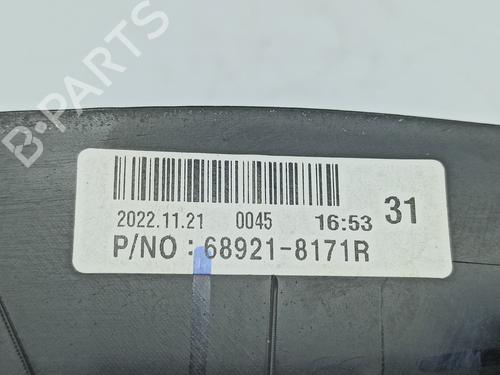 B-PARTS
2022.11.21 0045 16:53 31
P/NO : 68921-8171R